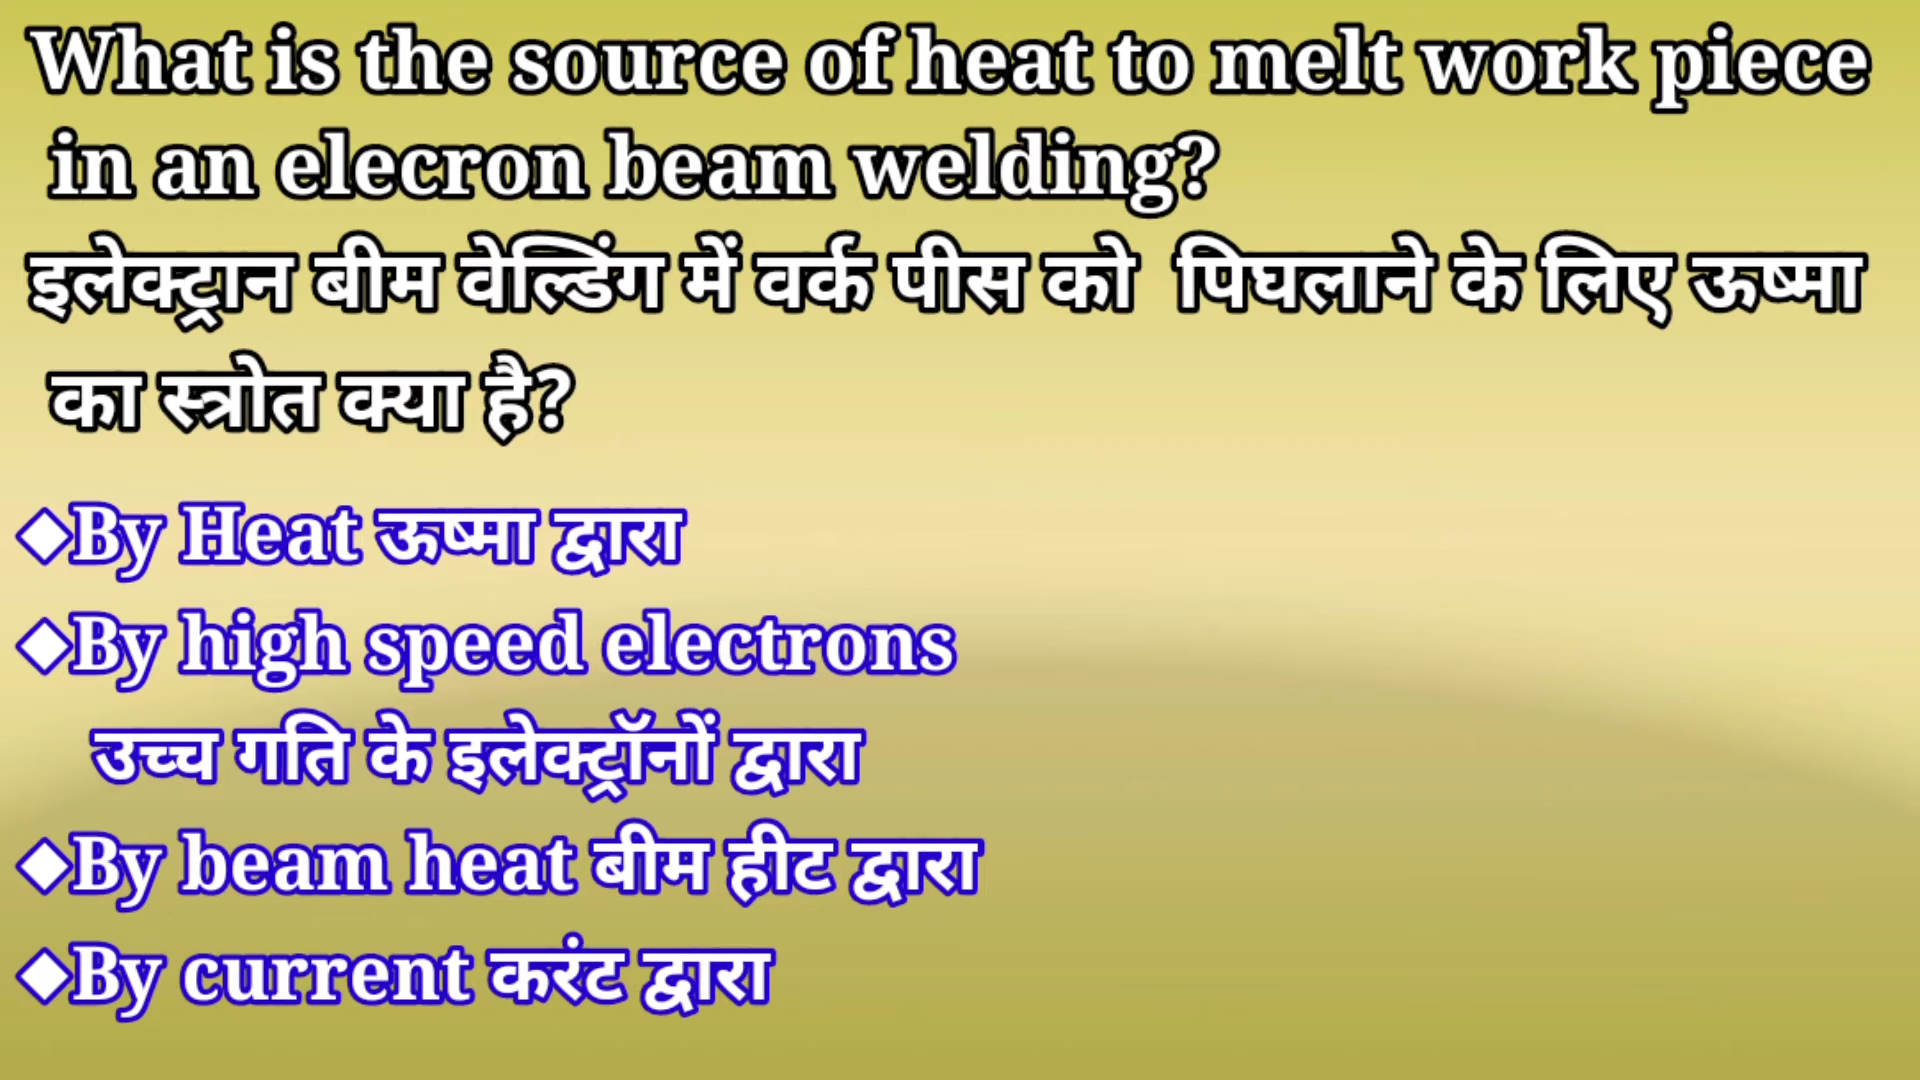 What is the source of heat to melt work piece
in an elecron beam welding?
इलेक्ट्रान बीम वेल्डिंग में वर्क पीस को पिघलाने के लिए ऊष्मा
का स्त्रोत क्या है?
◆By Heat ऊष्मा द्वारा
◆By high speed electrons
उच्च गति के इलेक्ट्रॉनों द्वारा
◆By beam heat बीम हीट द्वारा
◆By current करंट द्वारा